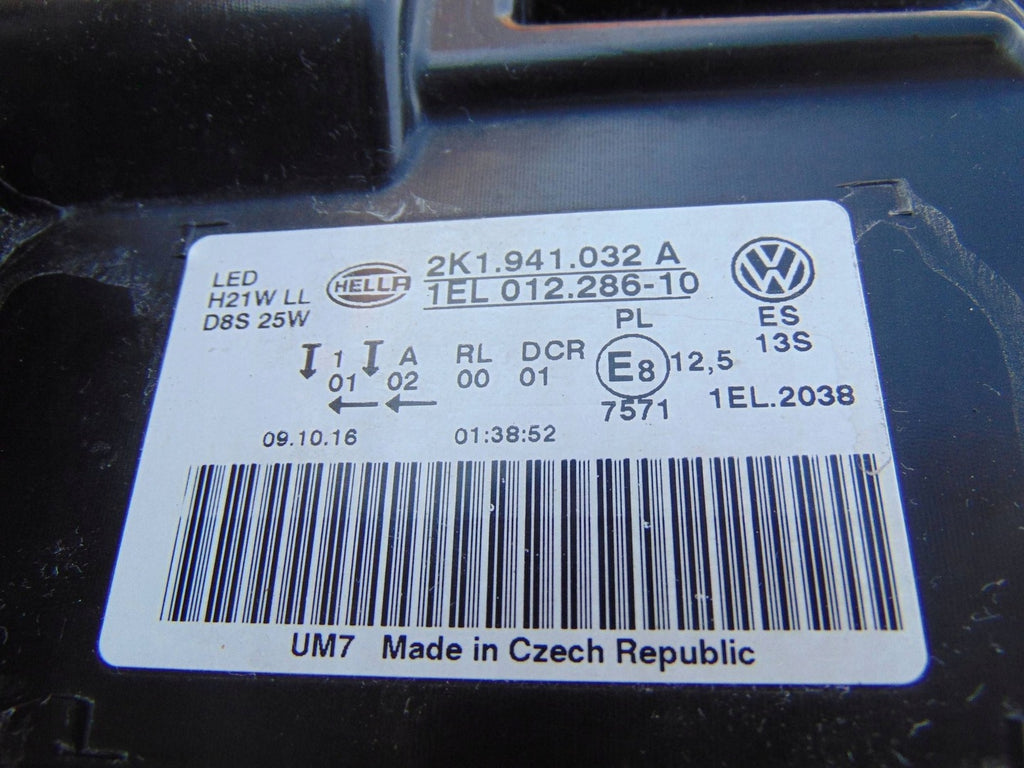 LED
H21W LL
D8S 25W
HELLA
2K1.941.032 A
1EL 012.286-10
VW
ES
13S
PL
1 A RL DCR
01 02 00 01
E8 12,5
7571
1EL.2038
09.10.16 01:38:52
UM7 Made in Czech Republic